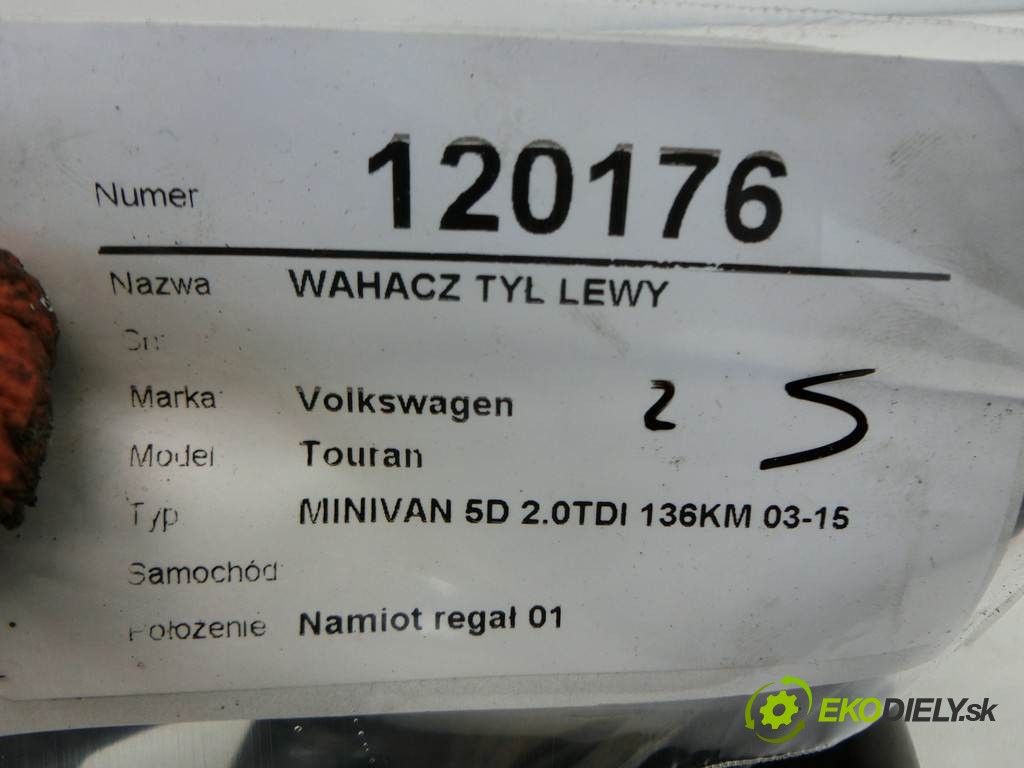 Numer 120176
Nazwa WAHACZ TYL LEWY
Marka Volkswagen 2 5
Model Touran
Typ MINIVAN 5D 2.0TDI 136KM 03-15
Samochód
Położenie Namiot regał 01
EKODIELY.sk